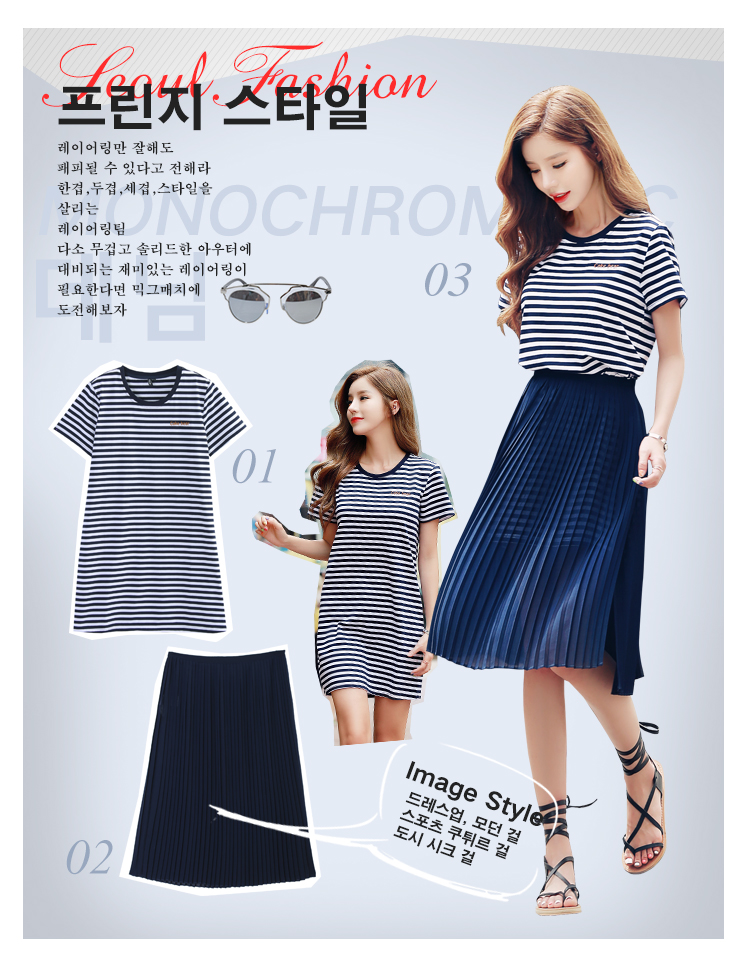 Seoul Fashion
프린지 스타일
레이어링만 잘해도
패피될 수 있다고 전해라
한겹,두겹,세겹,스타일을
살리는
레이어링팀
다소 무겁고 솔리드한 아우터에
대비되는 재미있는 레이어링이
필요한다면 믹그매치에
도전해보자
데님
03
01
02
Image Style
드레스업, 모던 걸
스포츠 쿠튀르 걸
도시 시크 걸